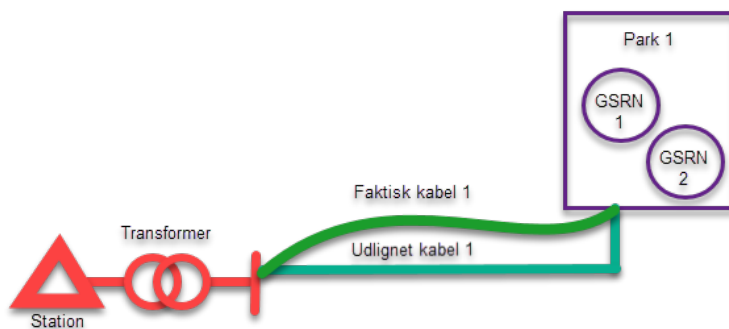 Park 1
GSRN
1
GSRN
2
Faktisk kabel 1
Transformer
Udlignet kabel 1
Station